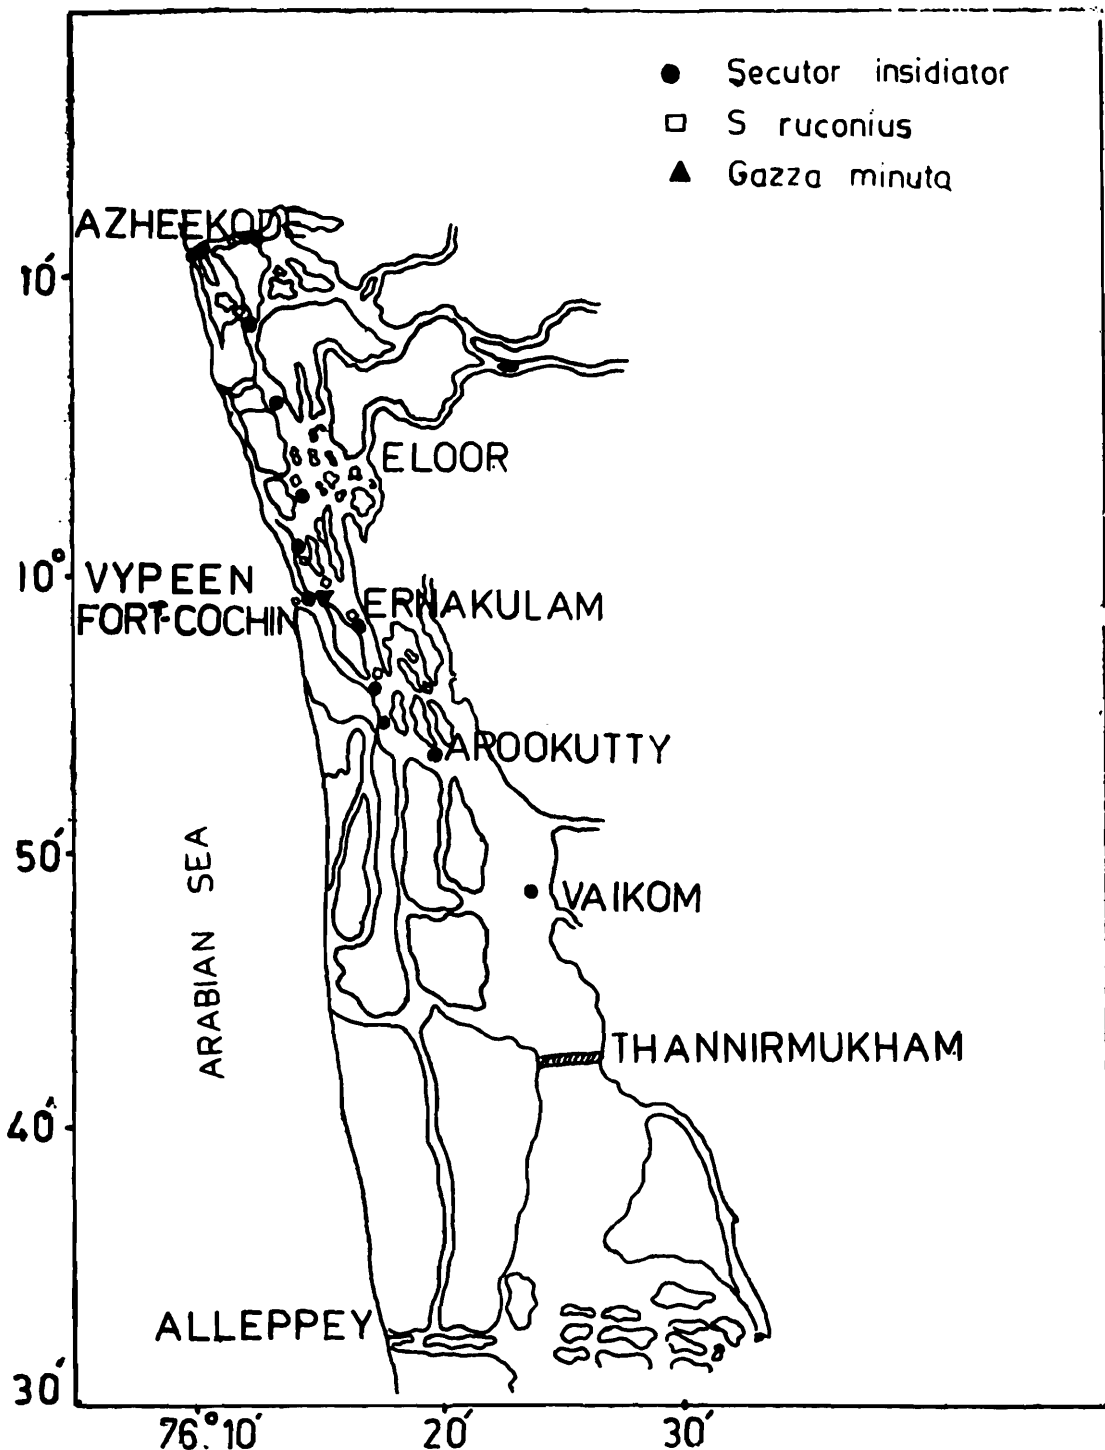 Secutor insidiator
S ruconius
Gazza minuta
AZHEEKODE
10′
ELOOR
10°
VYPEEN
FORT-COCHIN
ERNAKULAM
AROOKUTTY
50′
ARABIAN SEA
VAIKOM
THANNIRMUKHAM
40′
ALLEPPEY
30′
76°10′ 20′ 30′